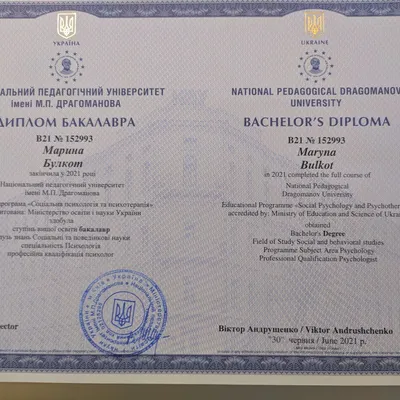 УКРАЇНА
АЛЬНИЙ ПЕДАГОГІЧНИЙ УНІВЕРСИТЕТ
імені М.П. ДРАГОМАНОВА
ДИПЛОМ БАКАЛАВРА
B21 № 152993
Марина
Булкот
закінчила у 2021 році
Національний педагогічний університет
імені М.П. Драгоманова
програма «Соціальна психологія та психотерапія»
Міністерство освіти і науки України
здобула
ступінь вищої освіти бакалавр
знань Соціальні та поведінкові науки
спеціальність Психологія
професійна кваліфікація психолог
ector
UKRAINE
NATIONAL PEDAGOGICAL DRAGOMANOV
UNIVERSITY
BACHELOR'S DIPLOMA
B21 № 152993
Maryna
Bulkot
in 2021 completed the full course of
National Pedagogical
Dragomanov University
Educational Programme «Social Psychology and Psychother
accredited by: Ministry of Education and Science of Ukrai
obtained
Bachelor's Degree
Field of Study Social and behavioral studies
Programme Subject Area Psychology
Professional Qualification Psychologist
Віктор Андрущенко / Viktor Andrushchenko
"30" червня / June 2021 р.